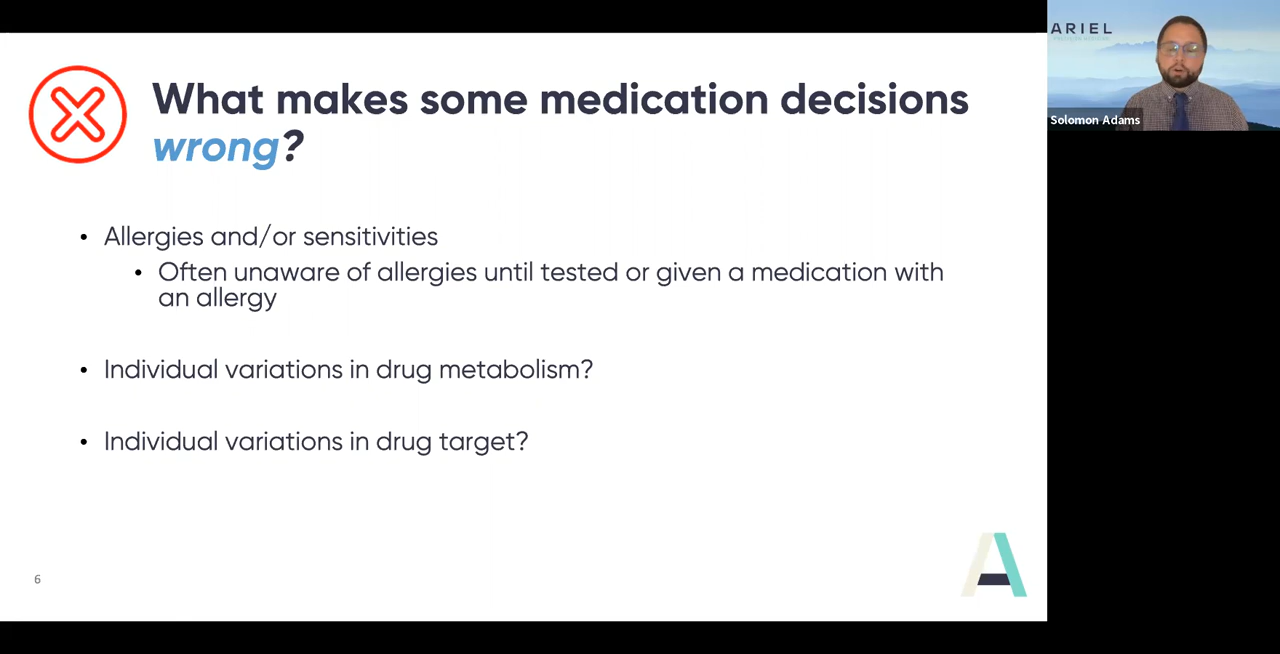 What makes some medication decisions
wrong?
• Allergies and/or sensitivities
• Often unaware of allergies until tested or given a medication with
an allergy
• Individual variations in drug metabolism?
• Individual variations in drug target?
6
ARIEL
Solomon Adams